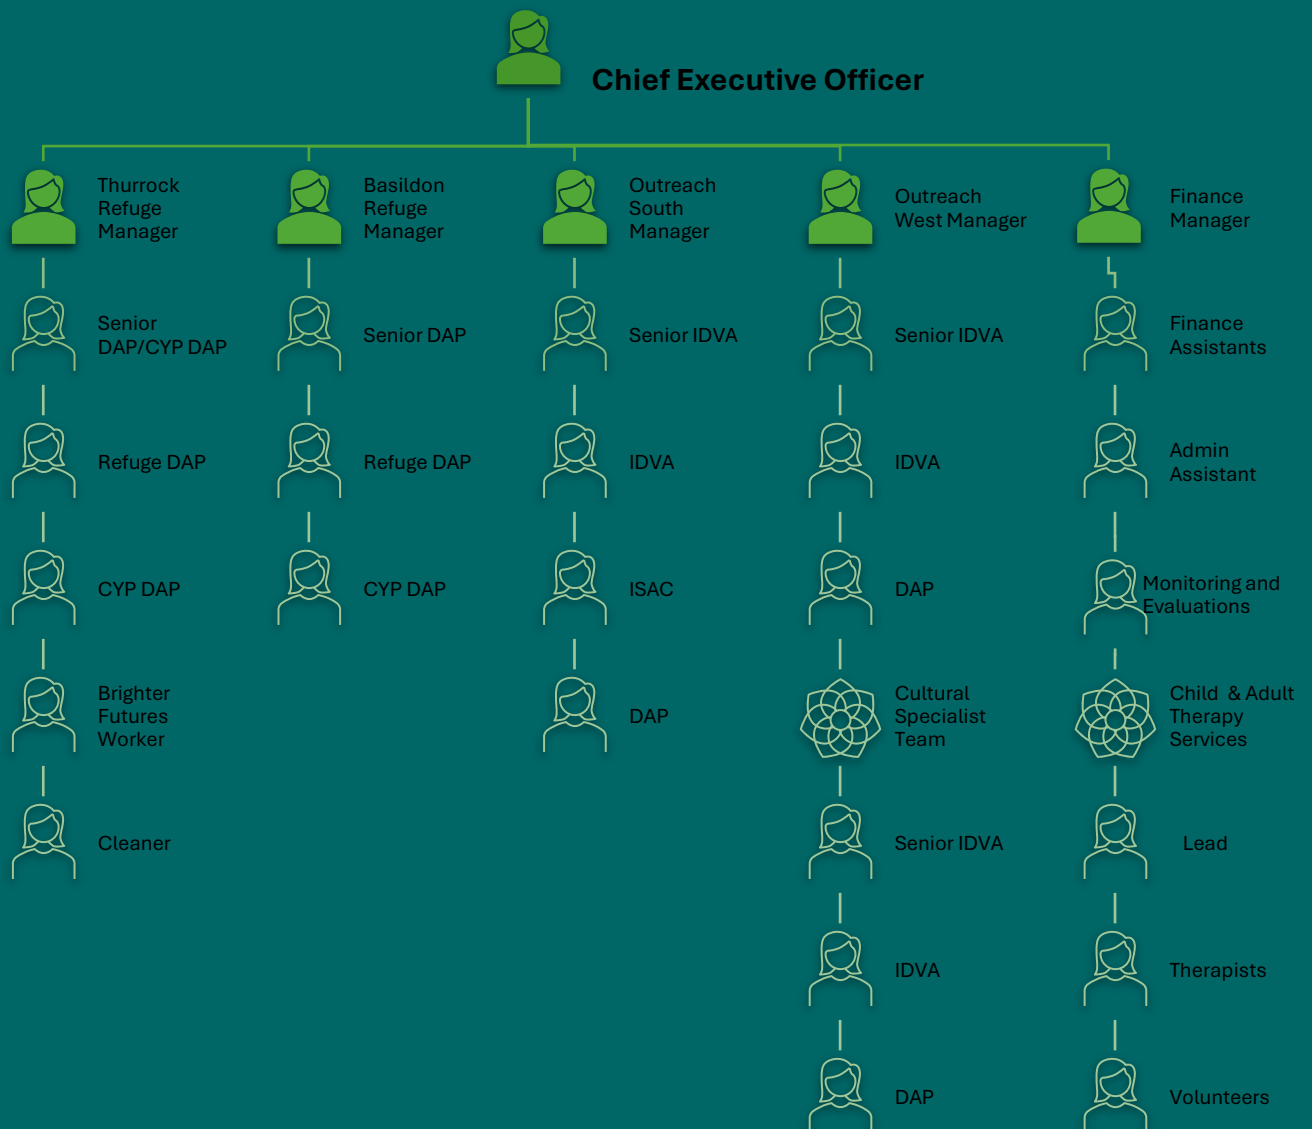 Chief Executive Officer
Thurrock
Refuge
Manager
Basildon
Refuge
Manager
Outreach
South
Manager
Outreach
West Manager
Finance
Manager
Senior
DAP/CYP DAP
Senior DAP
Senior IDVA
Senior IDVA
Finance
Assistants
Refuge DAP
Refuge DAP
IDVA
IDVA
Admin
Assistant
CYP DAP
CYP DAP
ISAC
DAP
Monitoring and
Evaluations
Brighter
Futures
Worker
DAP
Cultural
Specialist
Team
Child & Adult
Therapy
Services
Cleaner
Senior IDVA
Lead
IDVA
Therapists
DAP
Volunteers